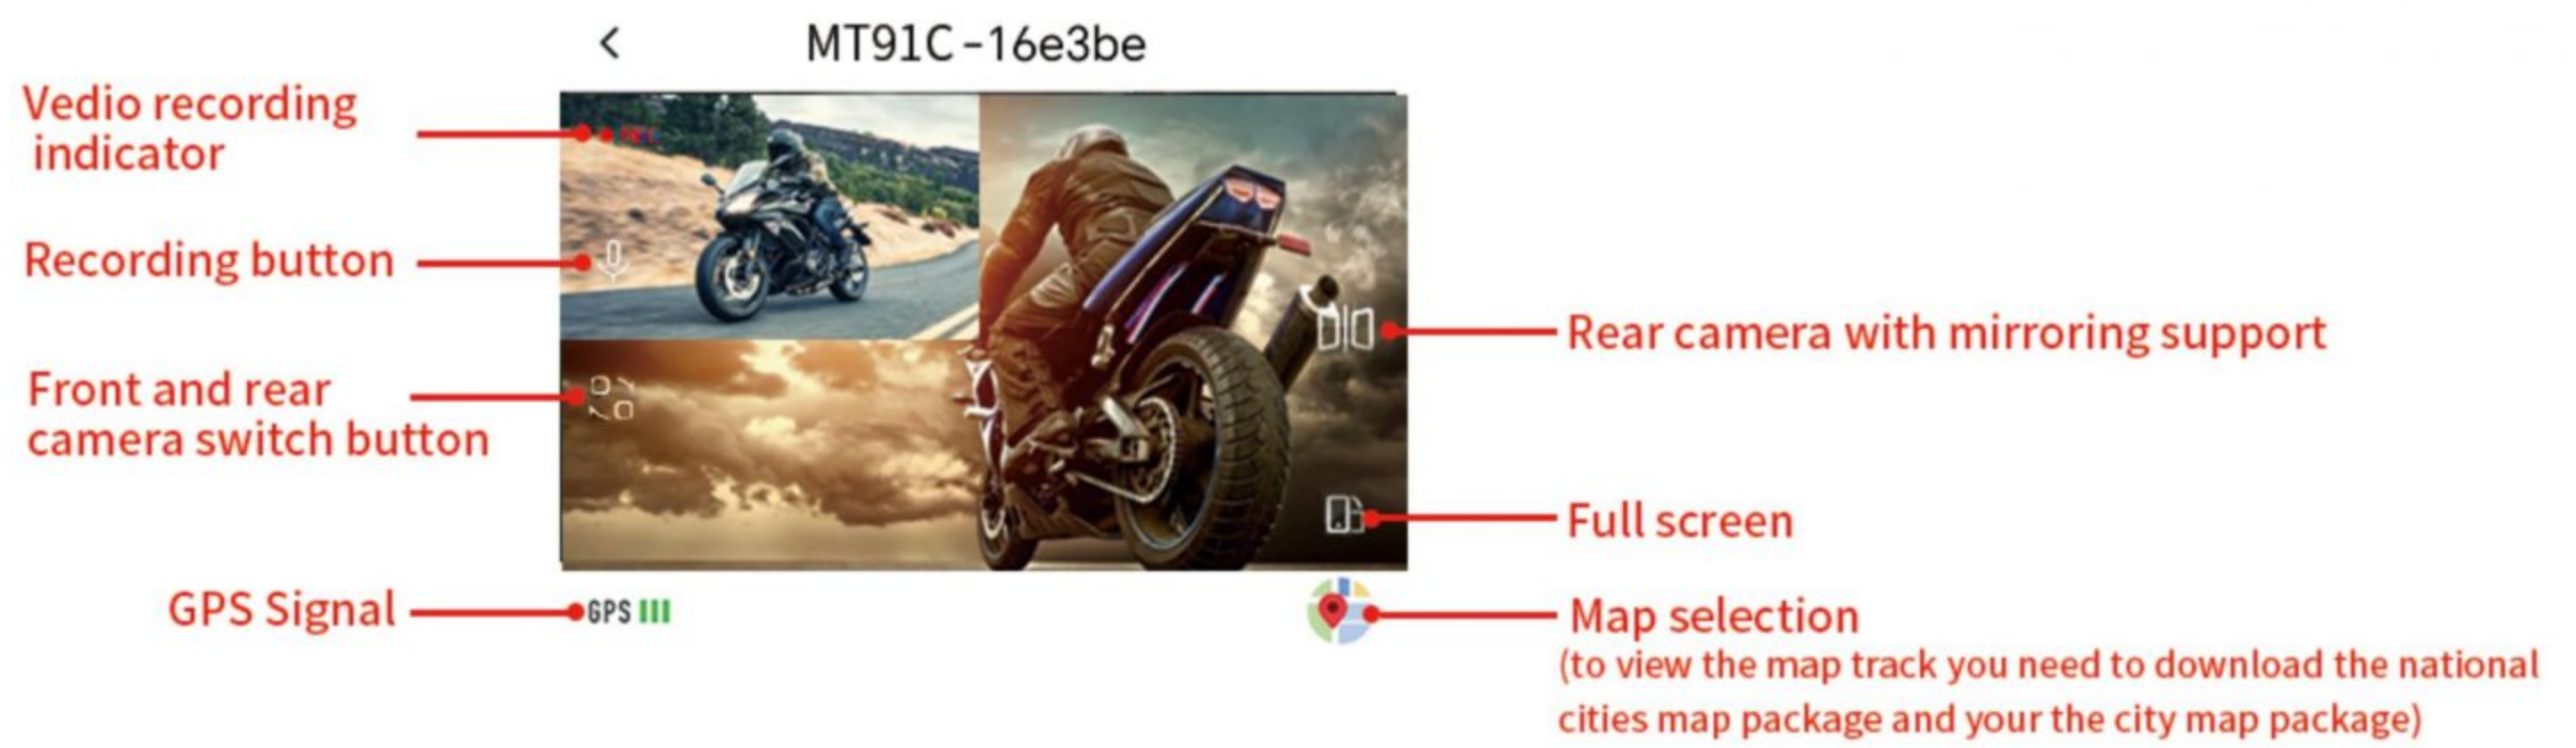 MT91C-16e3be
Vedio recording
indicator
REC
Recording button
Front and rear
camera switch button
Rear camera with mirroring support
Full screen
GPS Signal
GPS
Map selection
(to view the map track you need to download the national
cities map package and your the city map package)